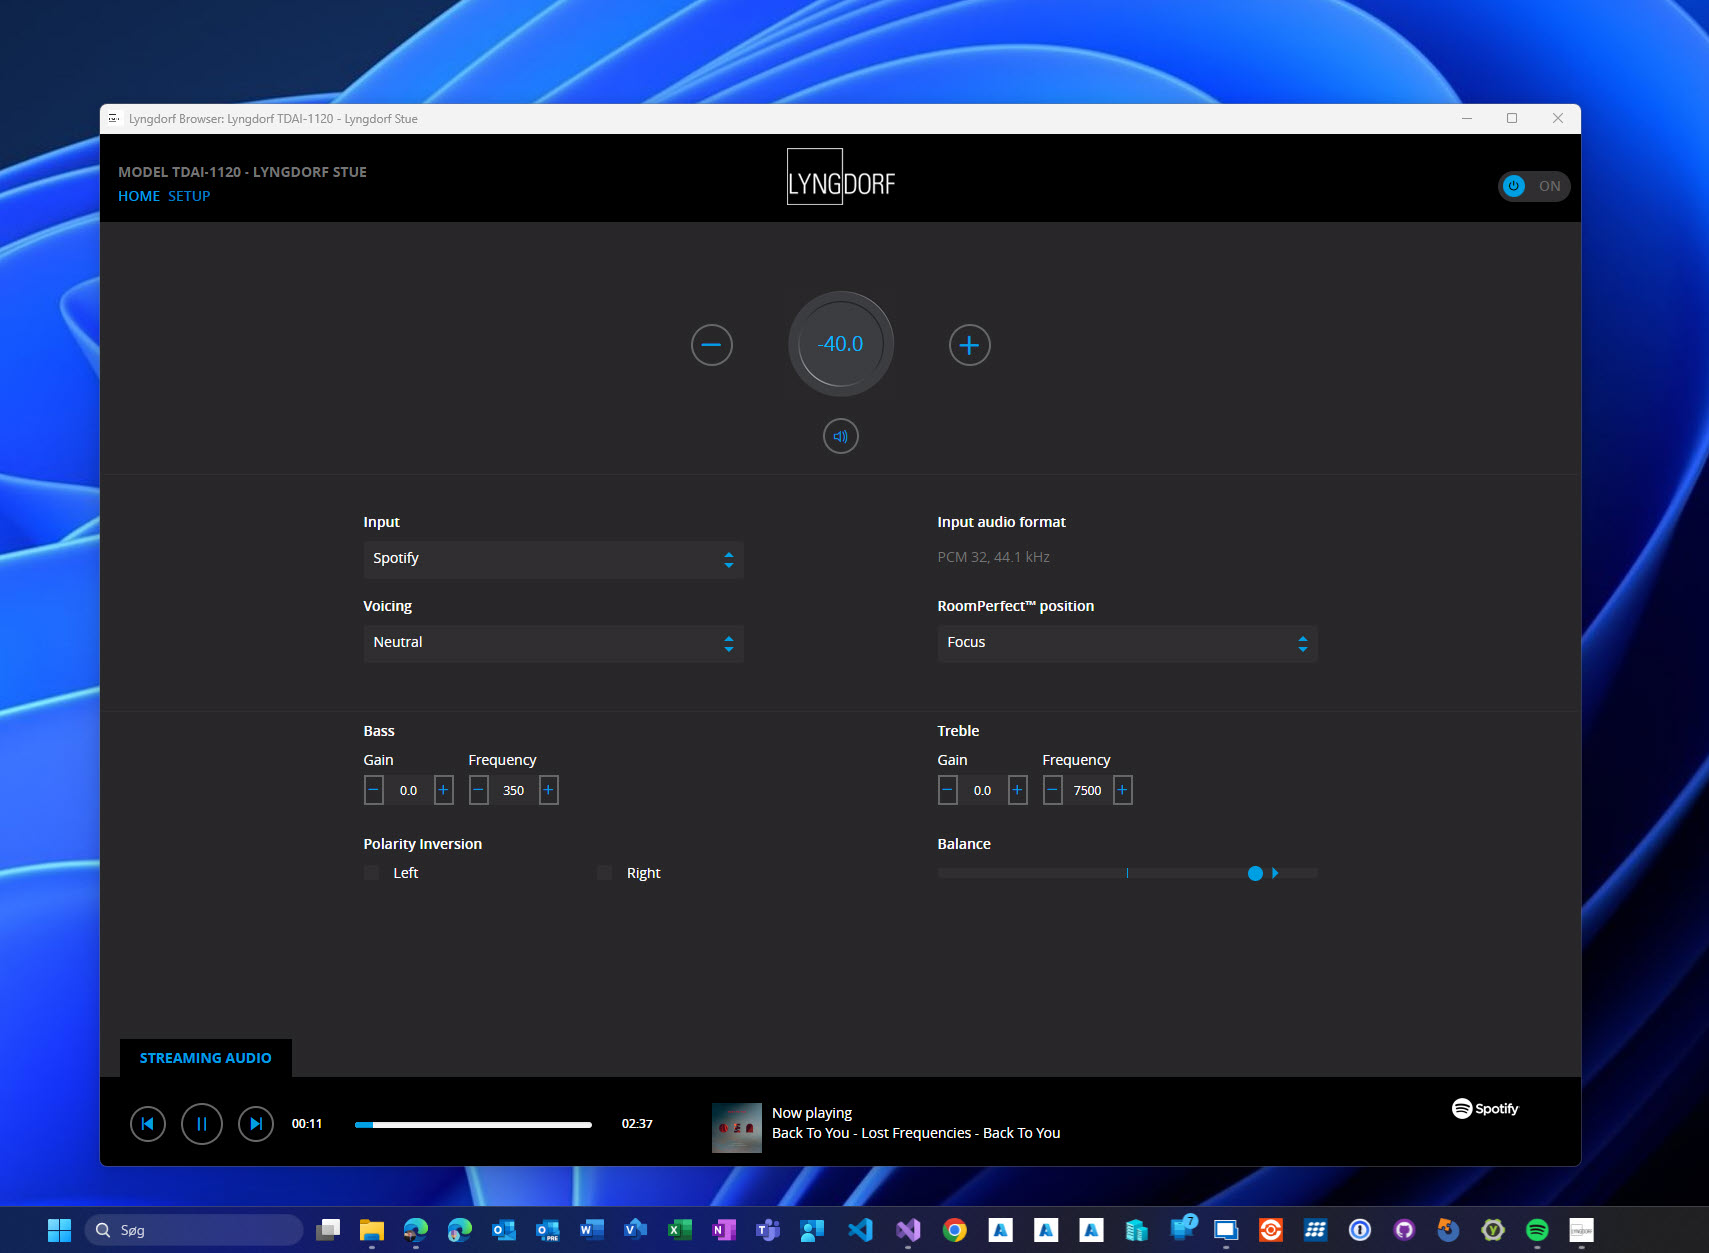 Lyngdorf Browser: Lyngdorf TDAI-1120 - Lyngdorf Stue
MODEL TDAI-1120 - LYNGDORF STUE
HOME SETUP
LYNGDORF
ON
-40.0
Input
Spotify
Input audio format
PCM 32, 44.1 kHz
Voicing
Neutral
RoomPerfect™ position
Focus
Bass
Gain Frequency
− 0.0 + − 350 +
Treble
Gain Frequency
− 0.0 + − 7500 +
Polarity Inversion
Left Right
Balance
STREAMING AUDIO
00:11 02:37
Now playing
Back To You - Lost Frequencies - Back To You
Spotify
Søg
7